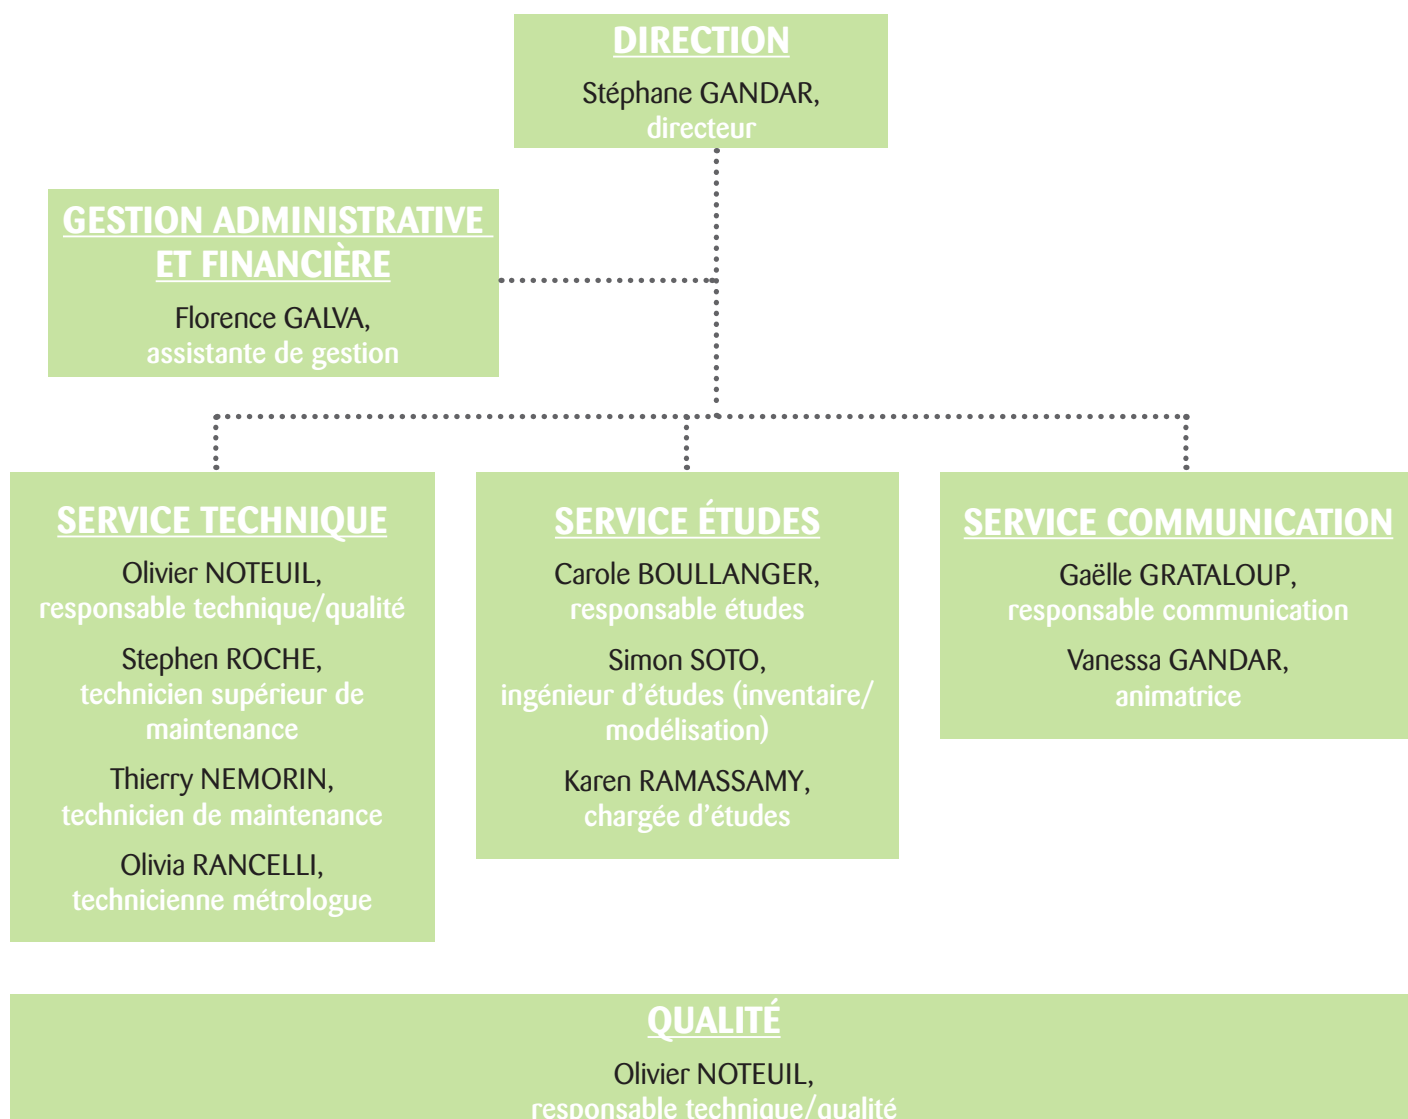 DIRECTION
Stéphane GANDAR,
directeur
GESTION ADMINISTRATIVE
ET FINANCIÈRE
Florence GALVA,
assistante de gestion
SERVICE TECHNIQUE
Olivier NOTEUIL,
responsable technique/qualité
Stephen ROCHE,
technicien supérieur de
maintenance
Thierry NEMORIN,
technicien de maintenance
Olivia RANCELLI,
technicienne métrologue
SERVICE ÉTUDES
Carole BOULLANGER,
responsable études
Simon SOTO,
ingénieur d’études (inventaire/
modélisation)
Karen RAMASSAMY,
chargée d’études
SERVICE COMMUNICATION
Gaëlle GRATALOUP,
responsable communication
Vanessa GANDAR,
animatrice
QUALITÉ
Olivier NOTEUIL,
responsable technique/qualité